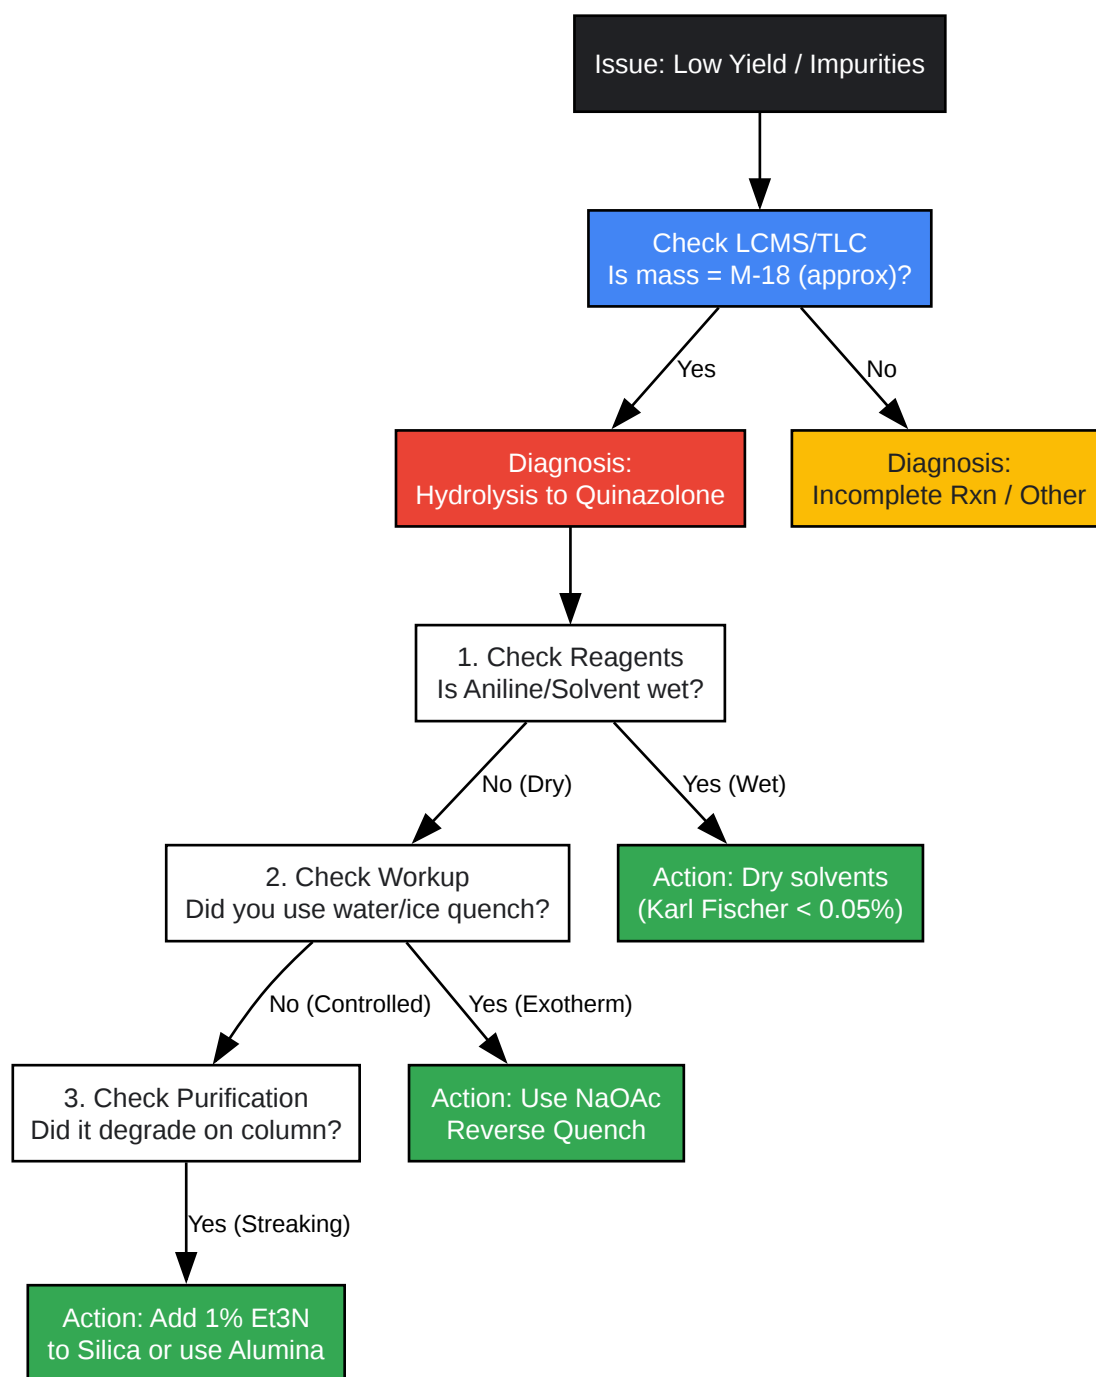 Issue: Low Yield / Impurities
Check LCMS/TLC
Is mass = M-18 (approx)?
Yes
No
Diagnosis:
Hydrolysis to Quinazolone
Diagnosis:
Incomplete Rxn / Other
1. Check Reagents
Is Aniline/Solvent wet?
No (Dry)
Yes (Wet)
2. Check Workup
Did you use water/ice quench?
Action: Dry solvents
(Karl Fischer < 0.05%)
No (Controlled)
Yes (Exotherm)
3. Check Purification
Did it degrade on column?
Action: Use NaOAc
Reverse Quench
Yes (Streaking)
Action: Add 1% Et3N
to Silica or use Alumina